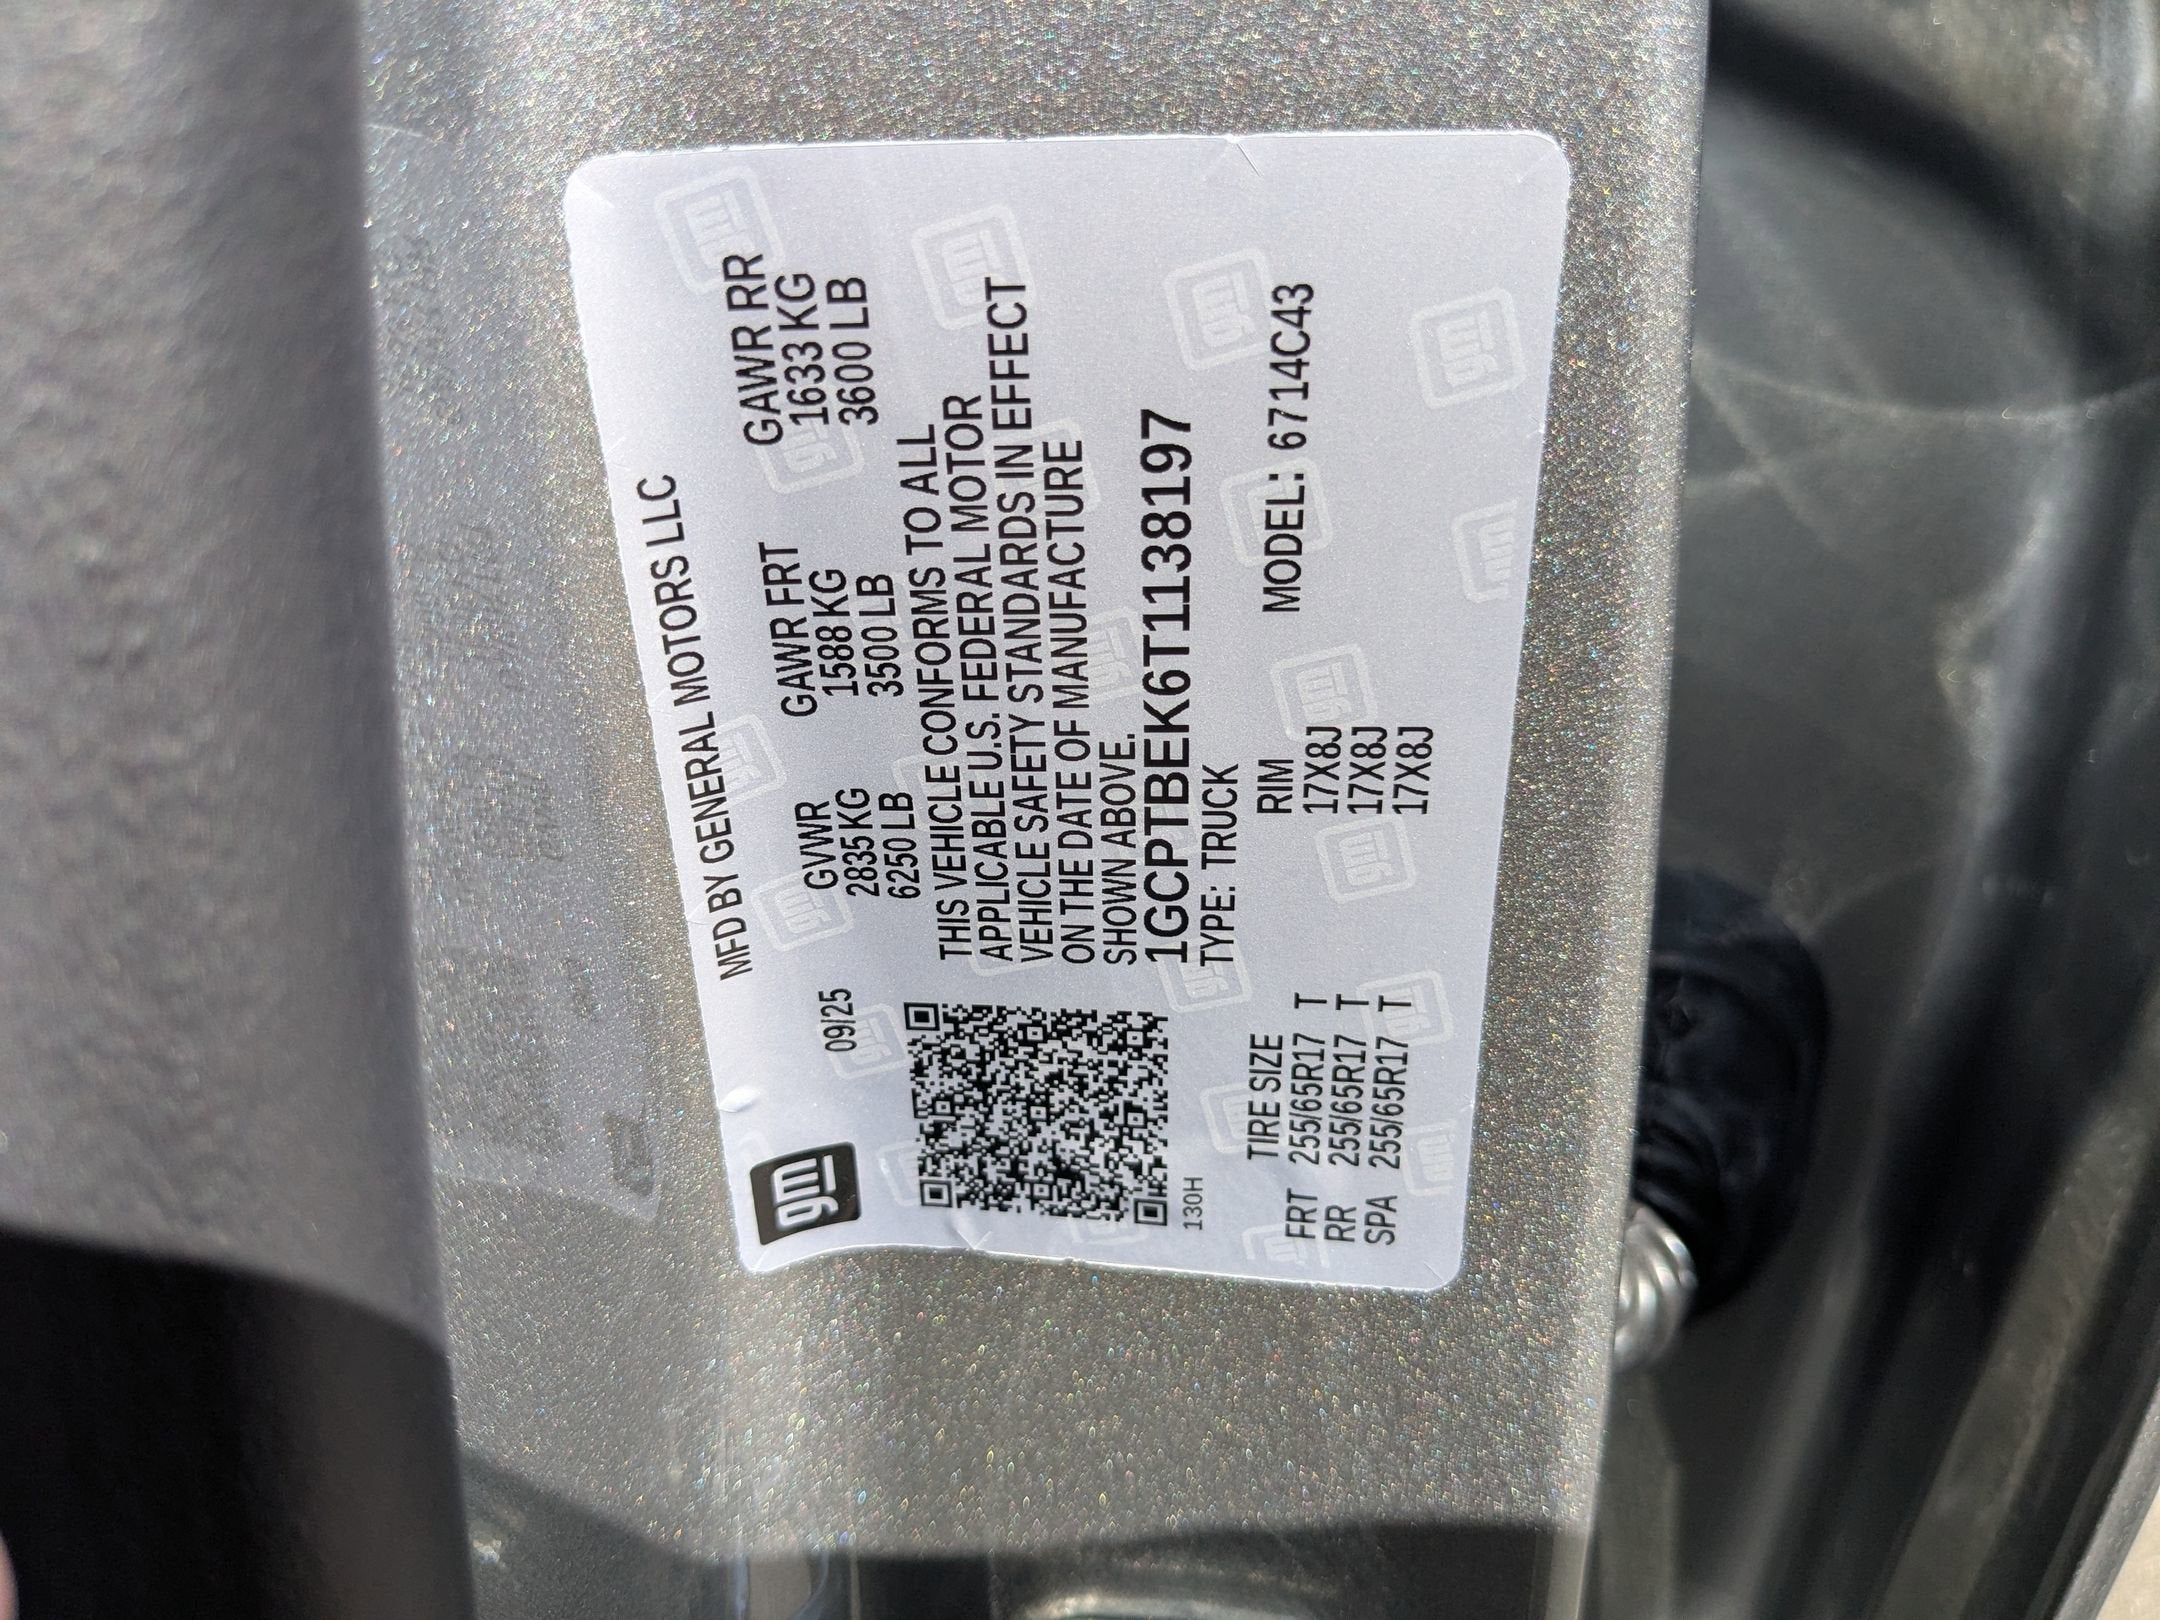 gm
MFD BY GENERAL MOTORS LLC
09/25
GVWR GAWR FRT GAWR RR
2835 KG 1588 KG 1633 KG
6250 LB 3500 LB 3600 LB
THIS VEHICLE CONFORMS TO ALL
APPLICABLE U.S. FEDERAL MOTOR
VEHICLE SAFETY STANDARDS IN EFFECT
ON THE DATE OF MANUFACTURE
SHOWN ABOVE.
1GCPTBEK6T1138197
TYPE: TRUCK
130H
MODEL: 6714C43
TIRE SIZE RIM
FRT 255/65R17 T 17X8J
RR 255/65R17 T 17X8J
SPA 255/65R17 T 17X8J